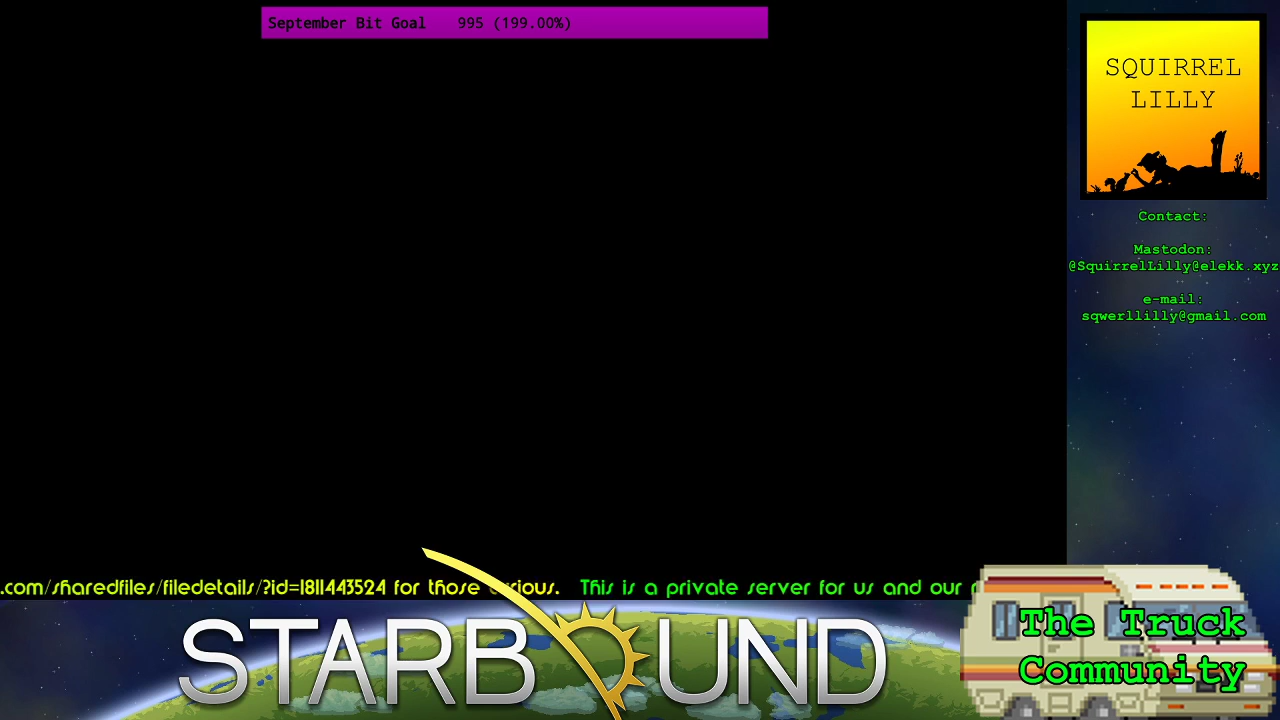 September Bit Goal 995 (199.00%)
SQUIRREL
LILLY
Contact:
Mastodon:
@SquirrelLilly@elekk.xyz
e-mail:
sqwerllilly@gmail.com
.com/sharedfiles/filedetails/?id=1811443524 for those curious. This is a private server for us and our
STARBOUND
The Truck
Community